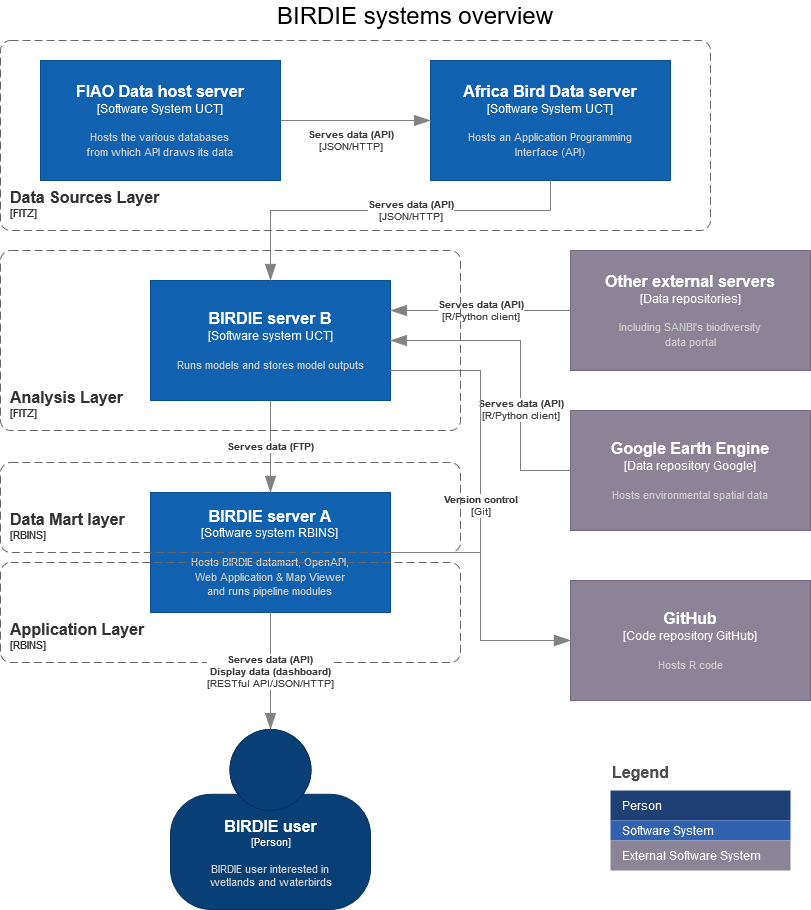 BIRDIE systems overview
FIAO Data host server
[Software System UCT]
Hosts the various databases
from which API draws its data
Serves data (API)
[JSON/HTTP]
Africa Bird Data server
[Software System UCT]
Hosts an Application Programming
Interface (API)
Data Sources Layer
[FITZ]
Serves data (API)
[JSON/HTTP]
BIRDIE server B
[Software system UCT]
Runs models and stores model outputs
Analysis Layer
[FITZ]
Serves data (API)
[R/Python client]
Other external servers
[Data repositories]
Including SANBI's biodiversity
data portal
Serves data (API)
[R/Python client]
Google Earth Engine
[Data repository Google]
Hosts environmental spatial data
Serves data (FTP)
Data Mart layer
[RBINS]
BIRDIE server A
[Software system RBINS]
Hosts BIRDIE datamart, OpenAPI,
Web Application & Map Viewer
and runs pipeline modules
Version control
[Git]
Application Layer
[RBINS]
GitHub
[Code repository GitHub]
Hosts R code
Serves data (API)
Display data (dashboard)
[RESTful API/JSON/HTTP]
BIRDIE user
[Person]
BIRDIE user interested in
wetlands and waterbirds
Legend
Person
Software System
External Software System